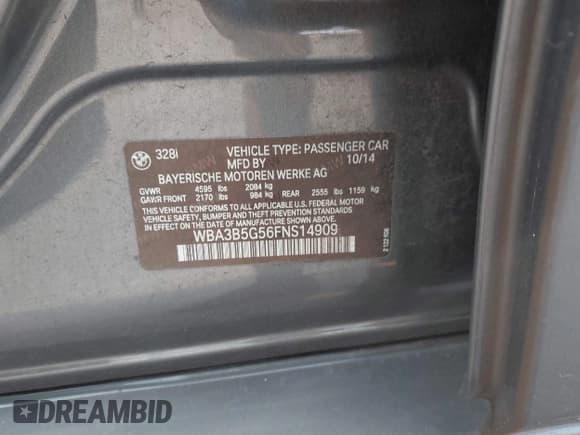 328i VEHICLE TYPE: PASSENGER CAR
MFD BY 10/14
BAYERISCHE MOTOREN WERKE AG
GVWR 4595 lbs 2084 kg
GAWR FRONT 2170 lbs 984 kg REAR 2555 lbs 1159 kg
THIS VEHICLE CONFORMS TO ALL APPLICABLE FEDERAL MOTOR
VEHICLE SAFETY, BUMPER, AND THEFT PREVENTION STANDARDS
IN EFFECT ON THE DATE OF MANUFACTURE SHOWN ABOVE.
WBA3B5G56FNS14909
DREAMBID